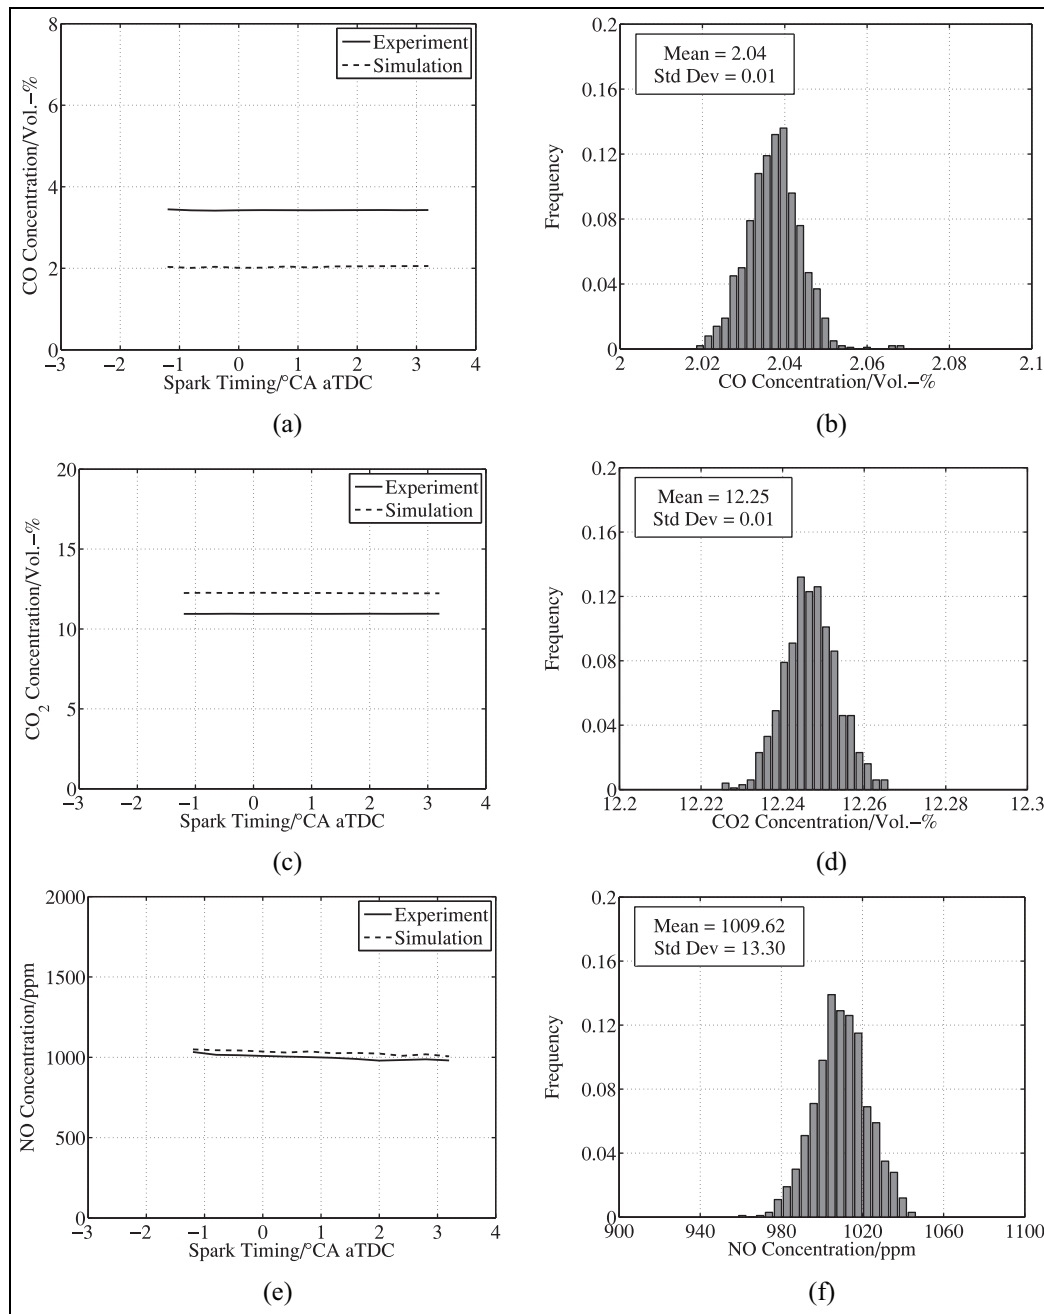 8
6
4
2
0
−3 −2 −1 0 1 2 3 4
CO Concentration/Vol.−%
Spark Timing/°CA aTDC
Experiment
Simulation
(a)
0.2
0.16
0.12
0.08
0.04
0
2 2.02 2.04 2.06 2.08 2.1
Frequency
CO Concentration/Vol.−%
Mean = 2.04
Std Dev = 0.01
(b)
20
15
10
5
0
−3 −2 −1 0 1 2 3 4
CO2 Concentration/Vol.−%
Spark Timing/°CA aTDC
Experiment
Simulation
(c)
0.2
0.16
0.12
0.08
0.04
0
12.2 12.22 12.24 12.26 12.28 12.3
Frequency
CO2 Concentration/Vol.−%
Mean = 12.25
Std Dev = 0.01
(d)
2000
1500
1000
500
0
−3 −2 −1 0 1 2 3 4
NO Concentration/ppm
Spark Timing/°CA aTDC
Experiment
Simulation
(e)
0.2
0.16
0.12
0.08
0.04
0
900 940 980 1020 1060 1100
Frequency
NO Concentration/ppm
Mean = 1009.62
Std Dev = 13.30
(f)